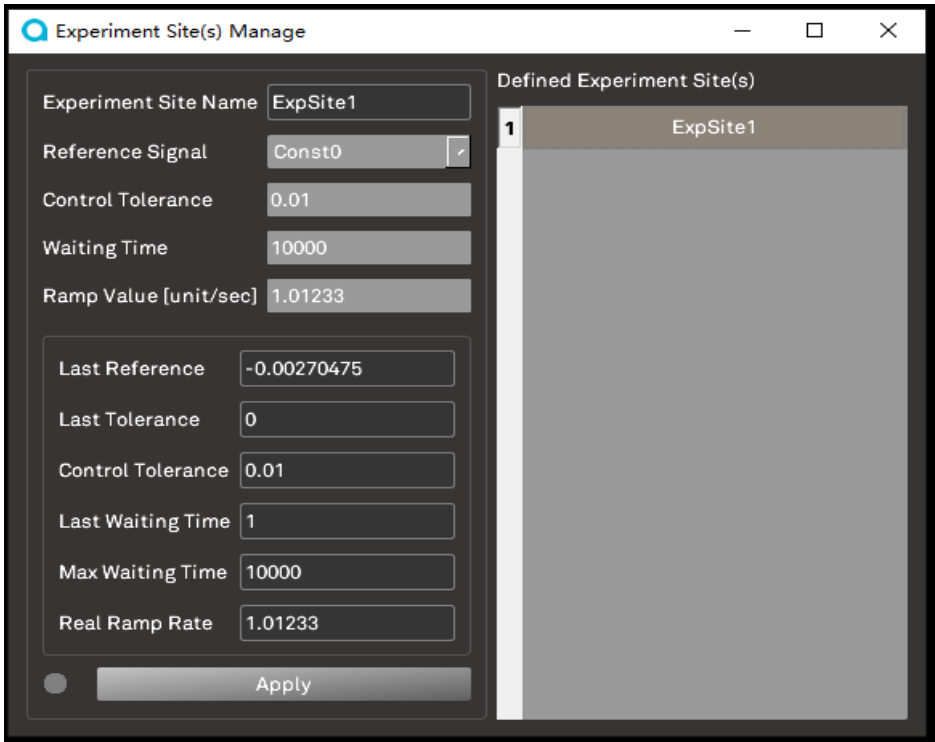 Experiment Site(s) Manage
Experiment Site Name ExpSite1
Reference Signal Const0
Control Tolerance 0.01
Waiting Time 10000
Ramp Value [unit/sec] 1.01233
Last Reference -0.00270475
Last Tolerance 0
Control Tolerance 0.01
Last Waiting Time 1
Max Waiting Time 10000
Real Ramp Rate 1.01233
Apply
Defined Experiment Site(s)
1 ExpSite1